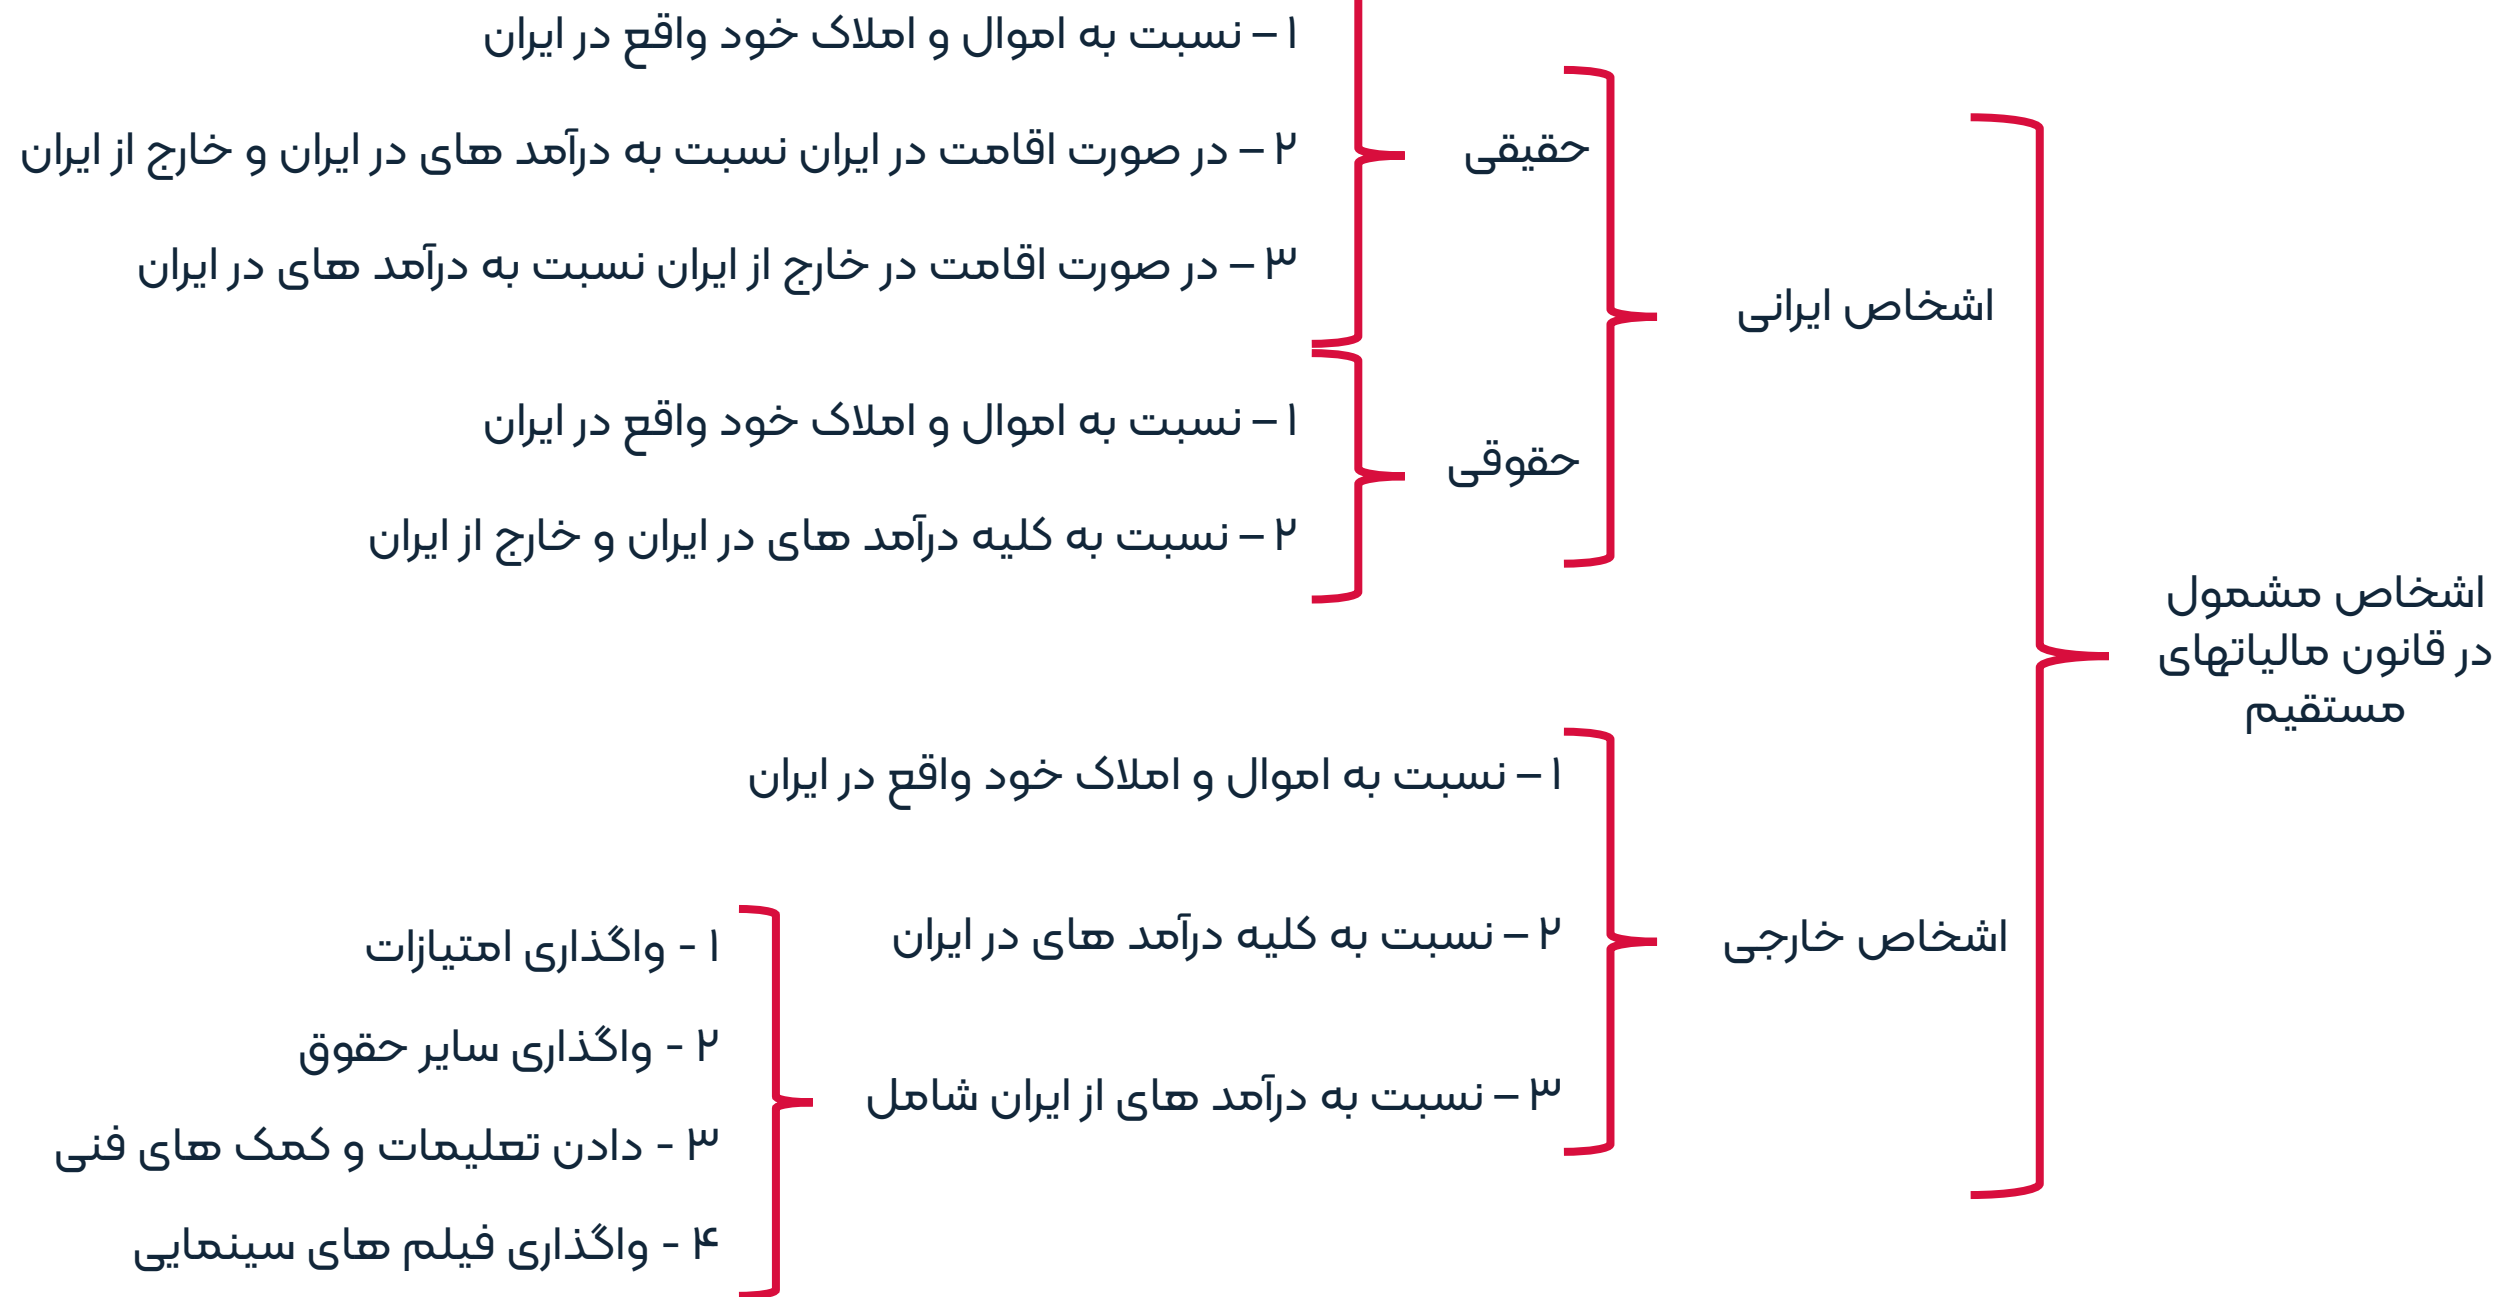 اشخاص مشمول
در قانون مالیاتهای
مستقیم
اشخاص ایرانی
حقیقی
۱– نسبت به اموال و املاک خود واقع در ایران
۲– در صورت اقامت در ایران نسبت به درآمد های در ایران و خارج از ایران
۳– در صورت اقامت در خارج از ایران نسبت به درآمد های در ایران
حقوقی
۱– نسبت به اموال و املاک خود واقع در ایران
۲– نسبت به کلیه درآمد های در ایران و خارج از ایران
اشخاص خارجی
۱– نسبت به اموال و املاک خود واقع در ایران
۲– نسبت به کلیه درآمد های در ایران
۳– نسبت به درآمد های از ایران شامل
۱ - واگذاری امتیازات
۲ - واگذاری سایر حقوق
۳ - دادن تعلیمات و کمک های فنی
۴ - واگذاری فیلم های سینمایی